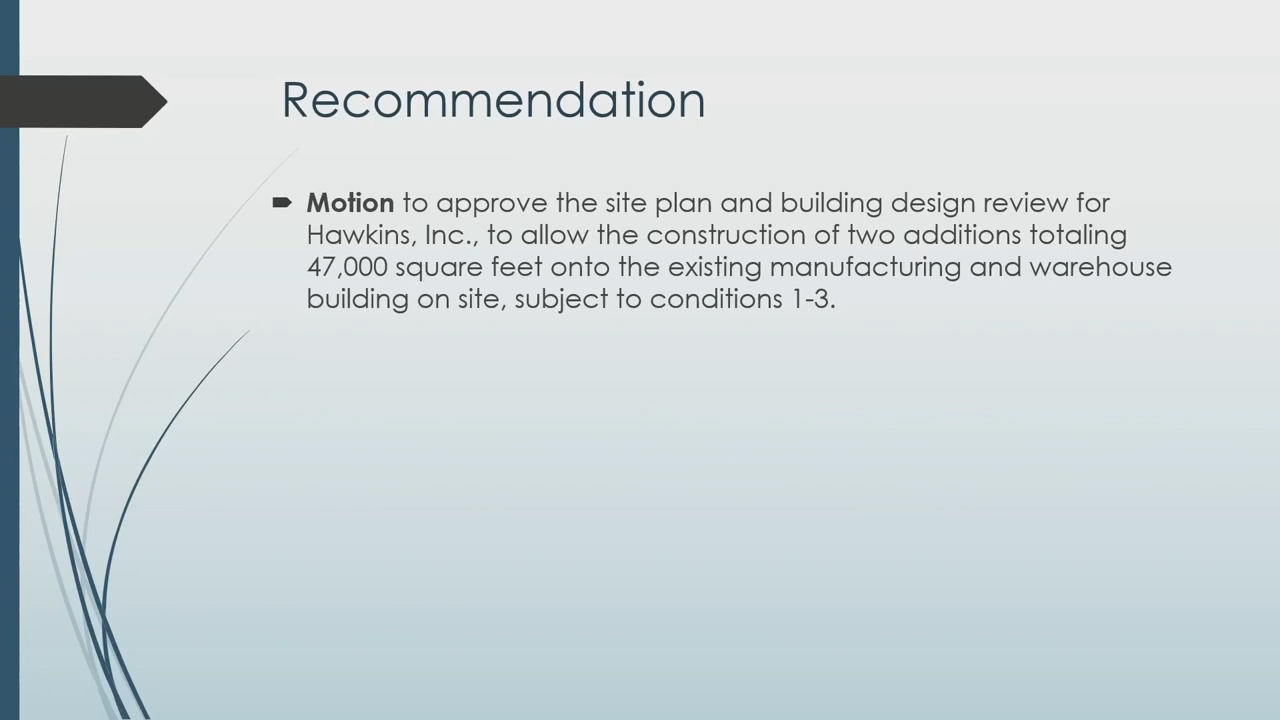 Recommendation
Motion to approve the site plan and building design review for
Hawkins, Inc., to allow the construction of two additions totaling
47,000 square feet onto the existing manufacturing and warehouse
building on site, subject to conditions 1-3.